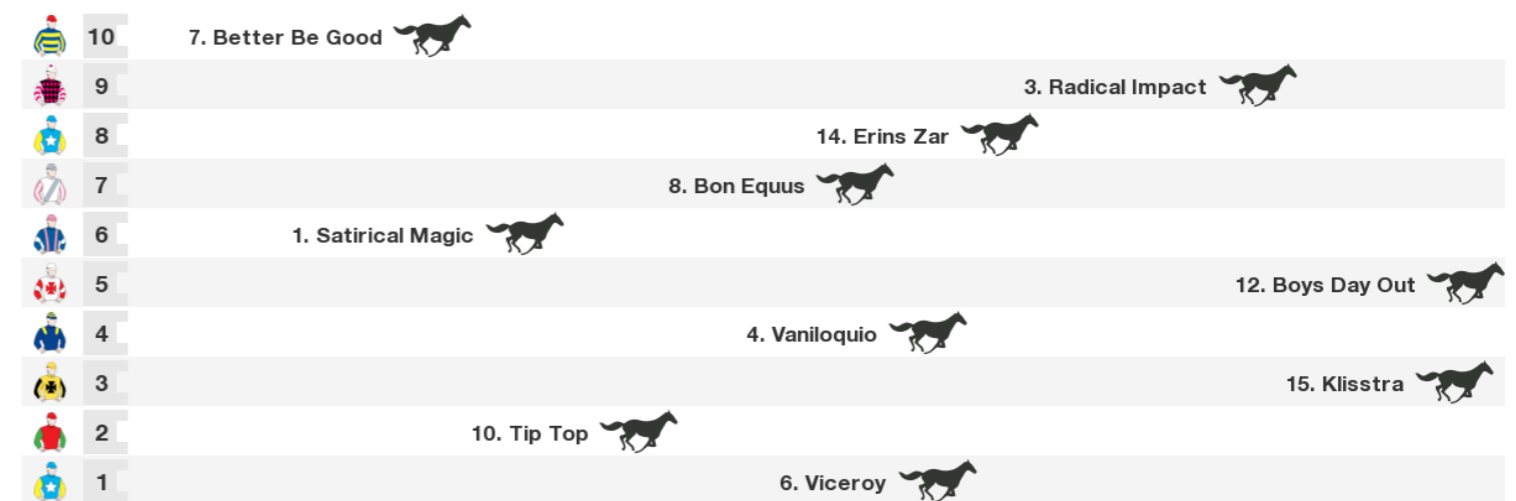 10 7. Better Be Good
9 3. Radical Impact
8 14. Erins Zar
7 8. Bon Equus
6 1. Satirical Magic
5 12. Boys Day Out
4 4. Vaniloquio
3 15. Klisstra
2 10. Tip Top
1 6. Viceroy